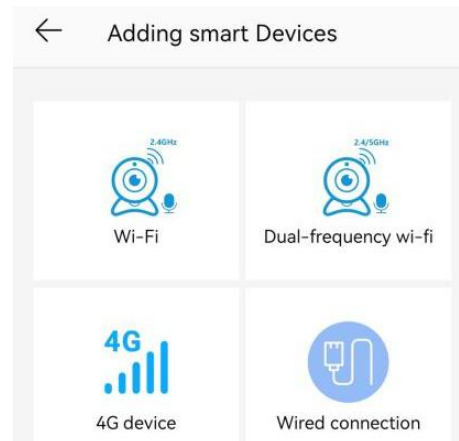 Adding smart Devices
2.4GHz
2.4/5GHz
Wi-Fi
Dual-frequency wi-fi
4G
4G device
Wired connection